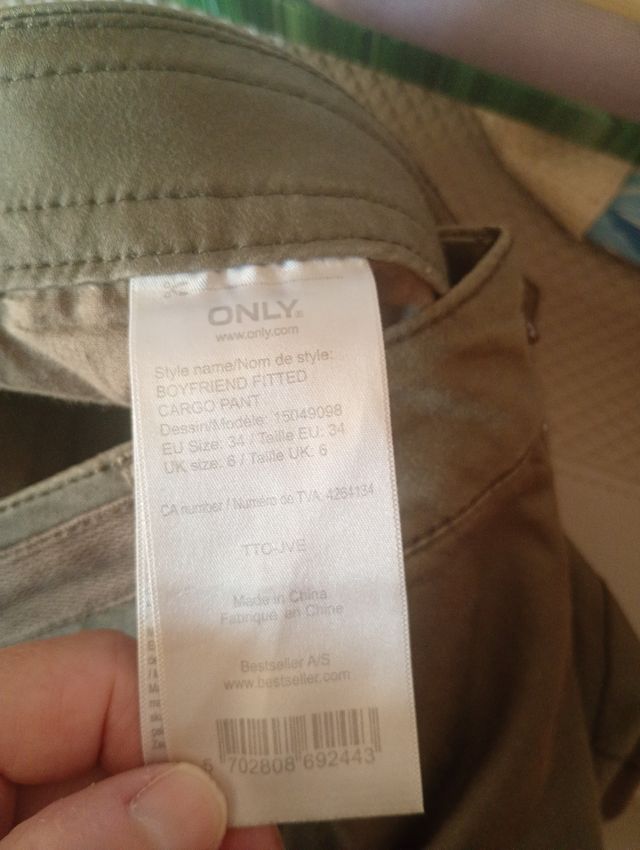 ONLY®
www.only.com
Style name/Nom de style:
BOYFRIEND FITTED
CARGO PANT
Dessin/Modèle: 15049098
EU Size: 34 / Taille EU: 34
UK size: 6 / Taille UK: 6
CA number / Numéro de TVA: 4264134
TTC-JVE
Made in China
Fabriqué en Chine
Bestseller A/S
www.bestseller.com
5 702808 692443